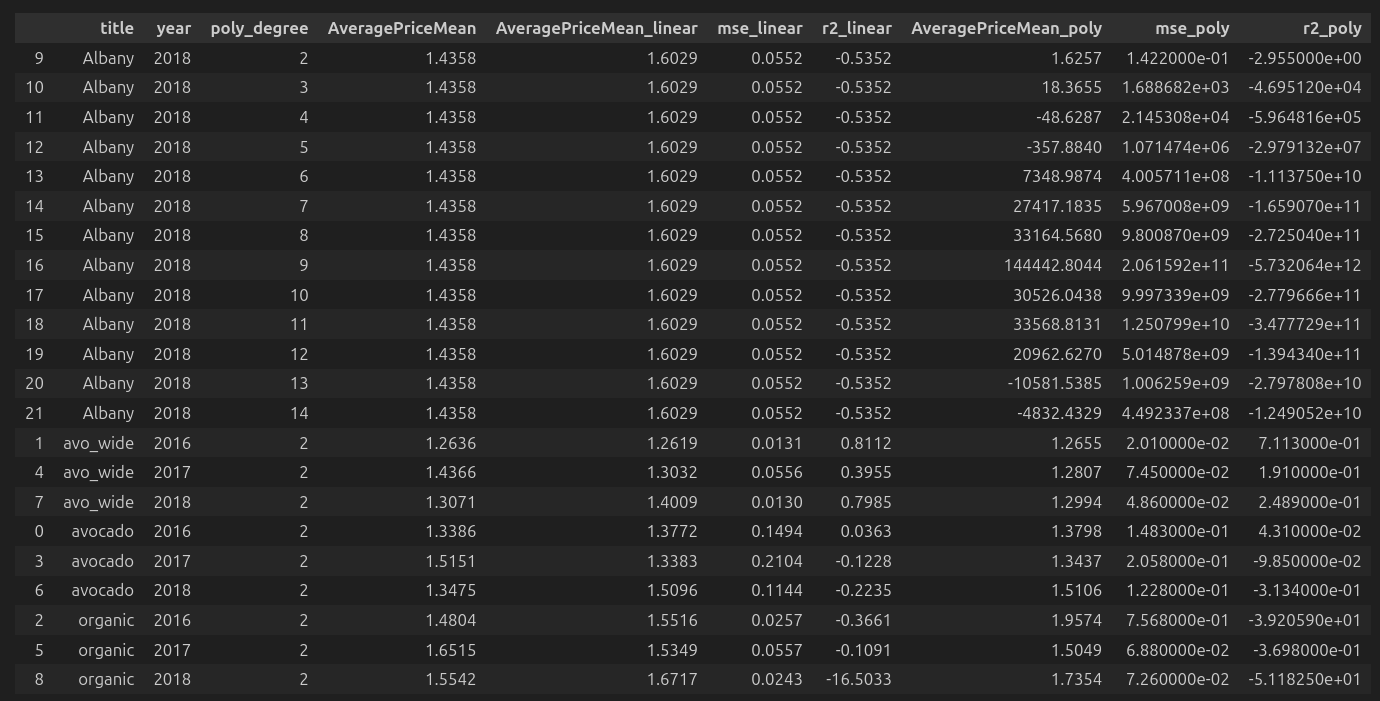 title year poly_degree AveragePriceMean AveragePriceMean_linear mse_linear r2_linear AveragePriceMean_poly mse_poly r2_poly
9 Albany 2018 2 1.4358 1.6029 0.0552 -0.5352 1.6257 1.422000e-01 -2.955000e+00
10 Albany 2018 3 1.4358 1.6029 0.0552 -0.5352 18.3655 1.688682e+03 -4.695120e+04
11 Albany 2018 4 1.4358 1.6029 0.0552 -0.5352 -48.6287 2.145308e+04 -5.964816e+05
12 Albany 2018 5 1.4358 1.6029 0.0552 -0.5352 -357.8840 1.071474e+06 -2.979132e+07
13 Albany 2018 6 1.4358 1.6029 0.0552 -0.5352 7348.9874 4.005711e+08 -1.113750e+10
14 Albany 2018 7 1.4358 1.6029 0.0552 -0.5352 27417.1835 5.967008e+09 -1.659070e+11
15 Albany 2018 8 1.4358 1.6029 0.0552 -0.5352 33164.5680 9.800870e+09 -2.725040e+11
16 Albany 2018 9 1.4358 1.6029 0.0552 -0.5352 144442.8044 2.061592e+11 -5.732064e+12
17 Albany 2018 10 1.4358 1.6029 0.0552 -0.5352 30526.0438 9.997339e+09 -2.779666e+11
18 Albany 2018 11 1.4358 1.6029 0.0552 -0.5352 33568.8131 1.250799e+10 -3.477729e+11
19 Albany 2018 12 1.4358 1.6029 0.0552 -0.5352 20962.6270 5.014878e+09 -1.394340e+11
20 Albany 2018 13 1.4358 1.6029 0.0552 -0.5352 -10581.5385 1.006259e+09 -2.797808e+10
21 Albany 2018 14 1.4358 1.6029 0.0552 -0.5352 -4832.4329 4.492337e+08 -1.249052e+10
1 avo_wide 2016 2 1.2636 1.2619 0.0131 0.8112 1.2655 2.010000e-02 7.113000e-01
4 avo_wide 2017 2 1.4366 1.3032 0.0556 0.3955 1.2807 7.450000e-02 1.910000e-01
7 avo_wide 2018 2 1.3071 1.4009 0.0130 0.7985 1.2994 4.860000e-02 2.489000e-01
0 avocado 2016 2 1.3386 1.3772 0.1494 0.0363 1.3798 1.483000e-01 4.310000e-02
3 avocado 2017 2 1.5151 1.3383 0.2104 -0.1228 1.3437 2.058000e-01 -9.850000e-02
6 avocado 2018 2 1.3475 1.5096 0.1144 -0.2235 1.5106 1.228000e-01 -3.134000e-01
2 organic 2016 2 1.4804 1.5516 0.0257 -0.3661 1.9574 7.568000e-01 -3.920590e+01
5 organic 2017 2 1.6515 1.5349 0.0557 -0.1091 1.5049 6.880000e-02 -3.698000e-01
8 organic 2018 2 1.5542 1.6717 0.0243 -16.5033 1.7354 7.260000e-02 -5.118250e+01